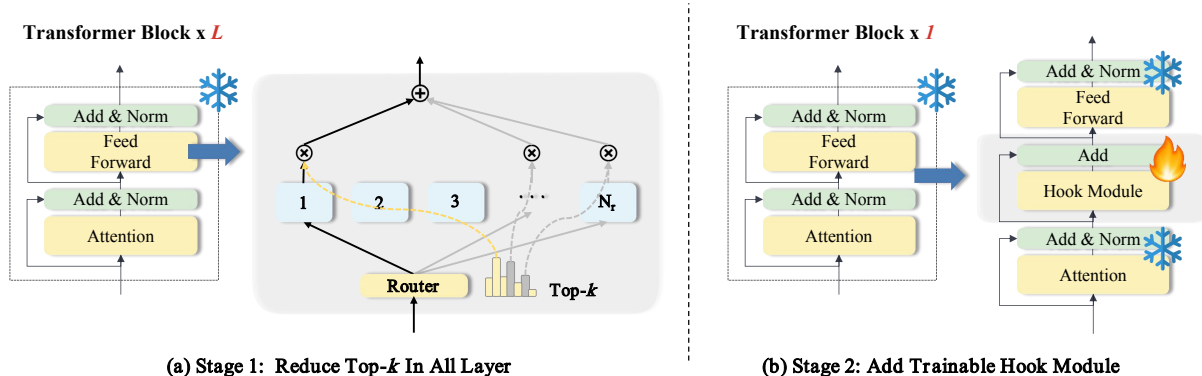 Transformer Block x L
Add & Norm
Feed
Forward
Add & Norm
Attention
1
2
3
....
Nr
Router
Top-k
(a) Stage 1: Reduce Top-k In All Layer
Transformer Block x 1
Add & Norm
Feed
Forward
Add & Norm
Attention
Add & Norm
Feed
Forward
Add
Hook Module
Add & Norm
Attention
(b) Stage 2: Add Trainable Hook Module